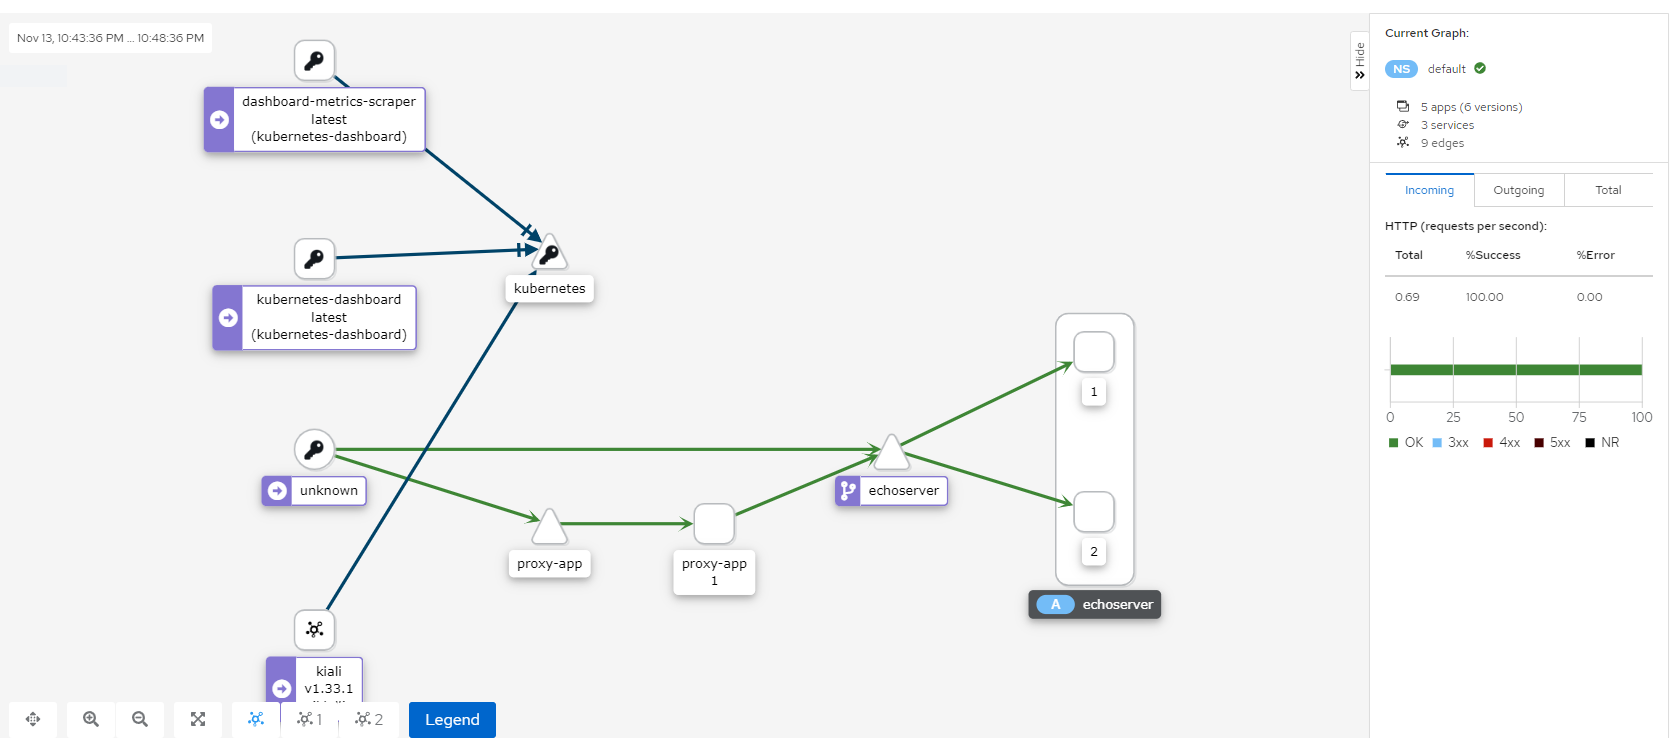 Nov 13, 10:43:36 PM ... 10:48:36 PM
dashboard-metrics-scraper
latest
(kubernetes-dashboard)
kubernetes-dashboard
latest
(kubernetes-dashboard)
kubernetes
unknown
proxy-app
proxy-app
1
echoserver
1
2
A echoserver
kiali
v1.33.1
1
2
Legend
Hide
Current Graph:
NS default
5 apps (6 versions)
3 services
9 edges
Incoming Outgoing Total
HTTP (requests per second):
Total %Success %Error
0.69 100.00 0.00
0 25 50 75 100
OK 3xx 4xx 5xx NR